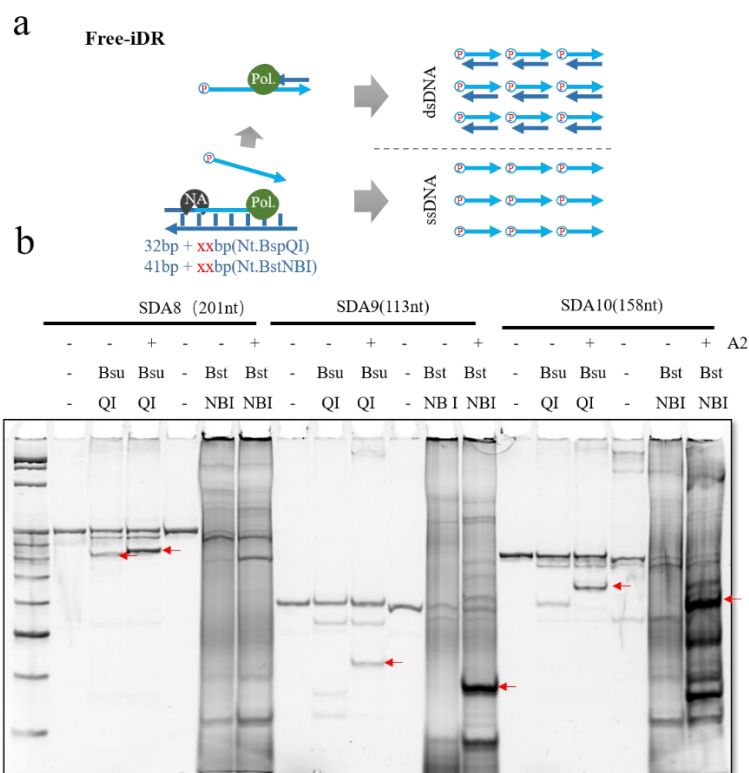 a
Free-iDR
Pol.
P
P P P
P P P
P P P
dsDNA
P
NA
Pol.
P P P
P P P
P P P
ssDNA
32bp + xxbp(Nt.BspQI)
41bp + xxbp(Nt.BstNBI)
b
SDA8 (201nt) SDA9(113nt) SDA10(158nt)
- - + - - + - - + - - + - - + - - + A2
- Bsu Bsu - Bst Bst - Bsu Bsu - Bst Bst - Bsu Bsu - Bst Bst
- QI QI - NBI NBI - QI QI - NB I NBI - QI QI - NBI NBI